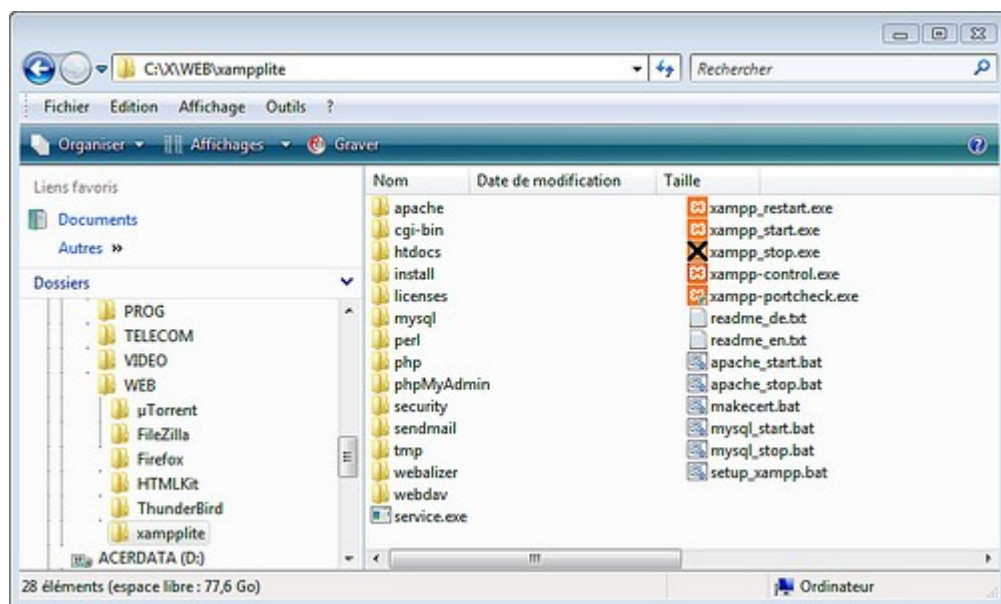 C:\X\WEB\xampplite
Rechercher
Fichier Edition Affichage Outils ?
Organiser Affichages Graver
Liens favoris
Documents
Autres »
Dossiers
PROG
TELECOM
VIDEO
WEB
µTorrent
FileZilla
Firefox
HTMLKit
ThunderBird
xampplite
ACERDATA (D:)
Nom Date de modification Taille
apache
cgi-bin
htdocs
install
licenses
mysql
perl
php
phpMyAdmin
security
sendmail
tmp
webalizer
webdav
service.exe
xampp_restart.exe
xampp_start.exe
xampp_stop.exe
xampp-control.exe
xampp-portcheck.exe
readme_de.txt
readme_en.txt
apache_start.bat
apache_stop.bat
makecert.bat
mysql_start.bat
mysql_stop.bat
setup_xampp.bat
28 éléments (espace libre : 77,6 Go)
Ordinateur